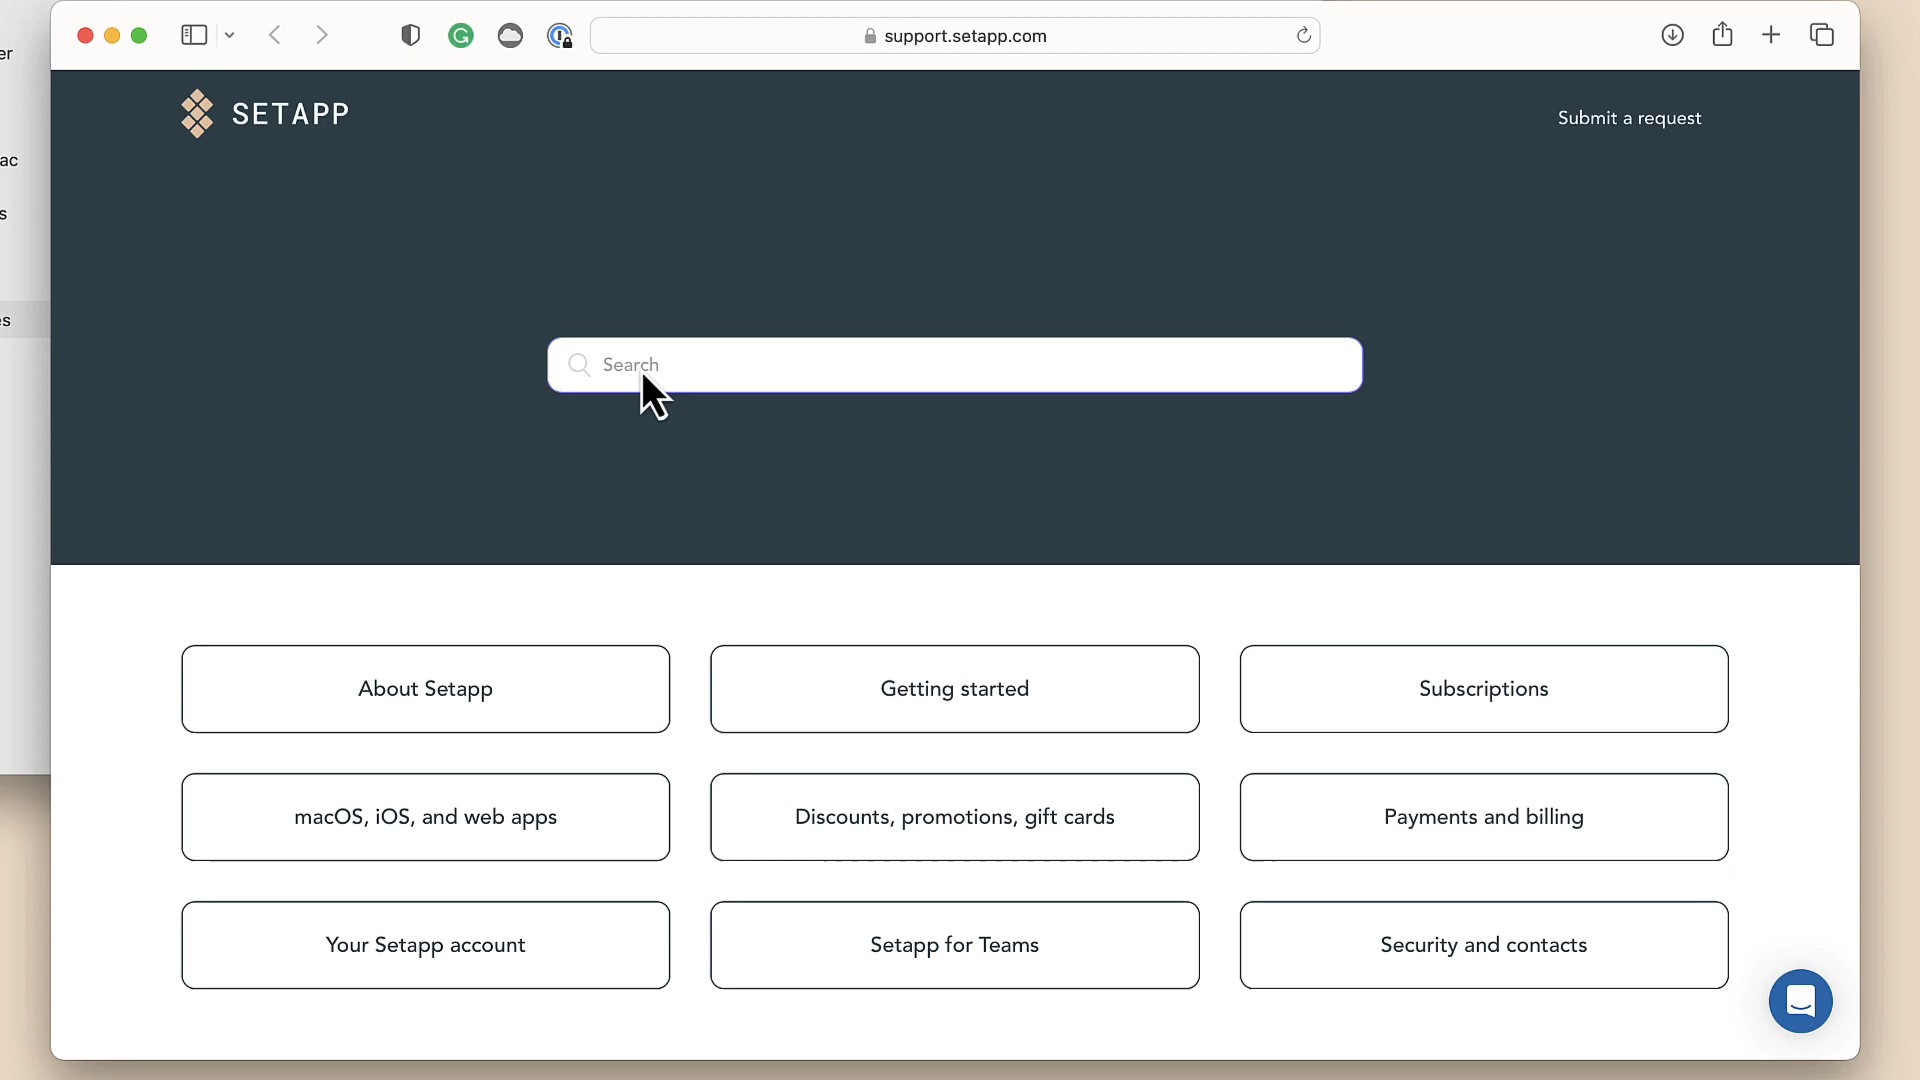 er
ac
s
es
support.setapp.com
SETAPP
Submit a request
Search
About Setapp
Getting started
Subscriptions
macOS, iOS, and web apps
Discounts, promotions, gift cards
Payments and billing
Your Setapp account
Setapp for Teams
Security and contacts